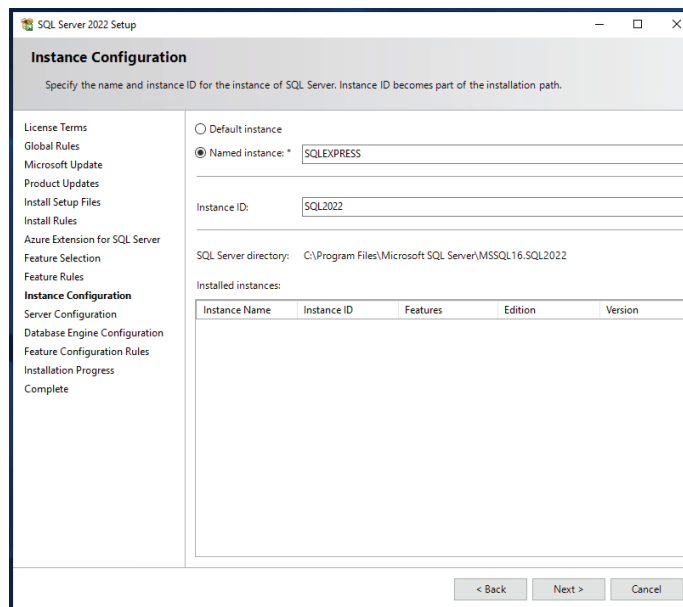 SQL Server 2022 Setup
Instance Configuration
Specify the name and instance ID for the instance of SQL Server. Instance ID becomes part of the installation path.
License Terms
Global Rules
Microsoft Update
Product Updates
Install Setup Files
Install Rules
Azure Extension for SQL Server
Feature Selection
Feature Rules
Instance Configuration
Server Configuration
Database Engine Configuration
Feature Configuration Rules
Installation Progress
Complete
Default instance
Named instance: * SQLEXPRESS
Instance ID: SQL2022
SQL Server directory: C:\Program Files\Microsoft SQL Server\MSSQL16.SQL2022
Installed instances:
Instance Name Instance ID Features Edition Version
< Back Next > Cancel